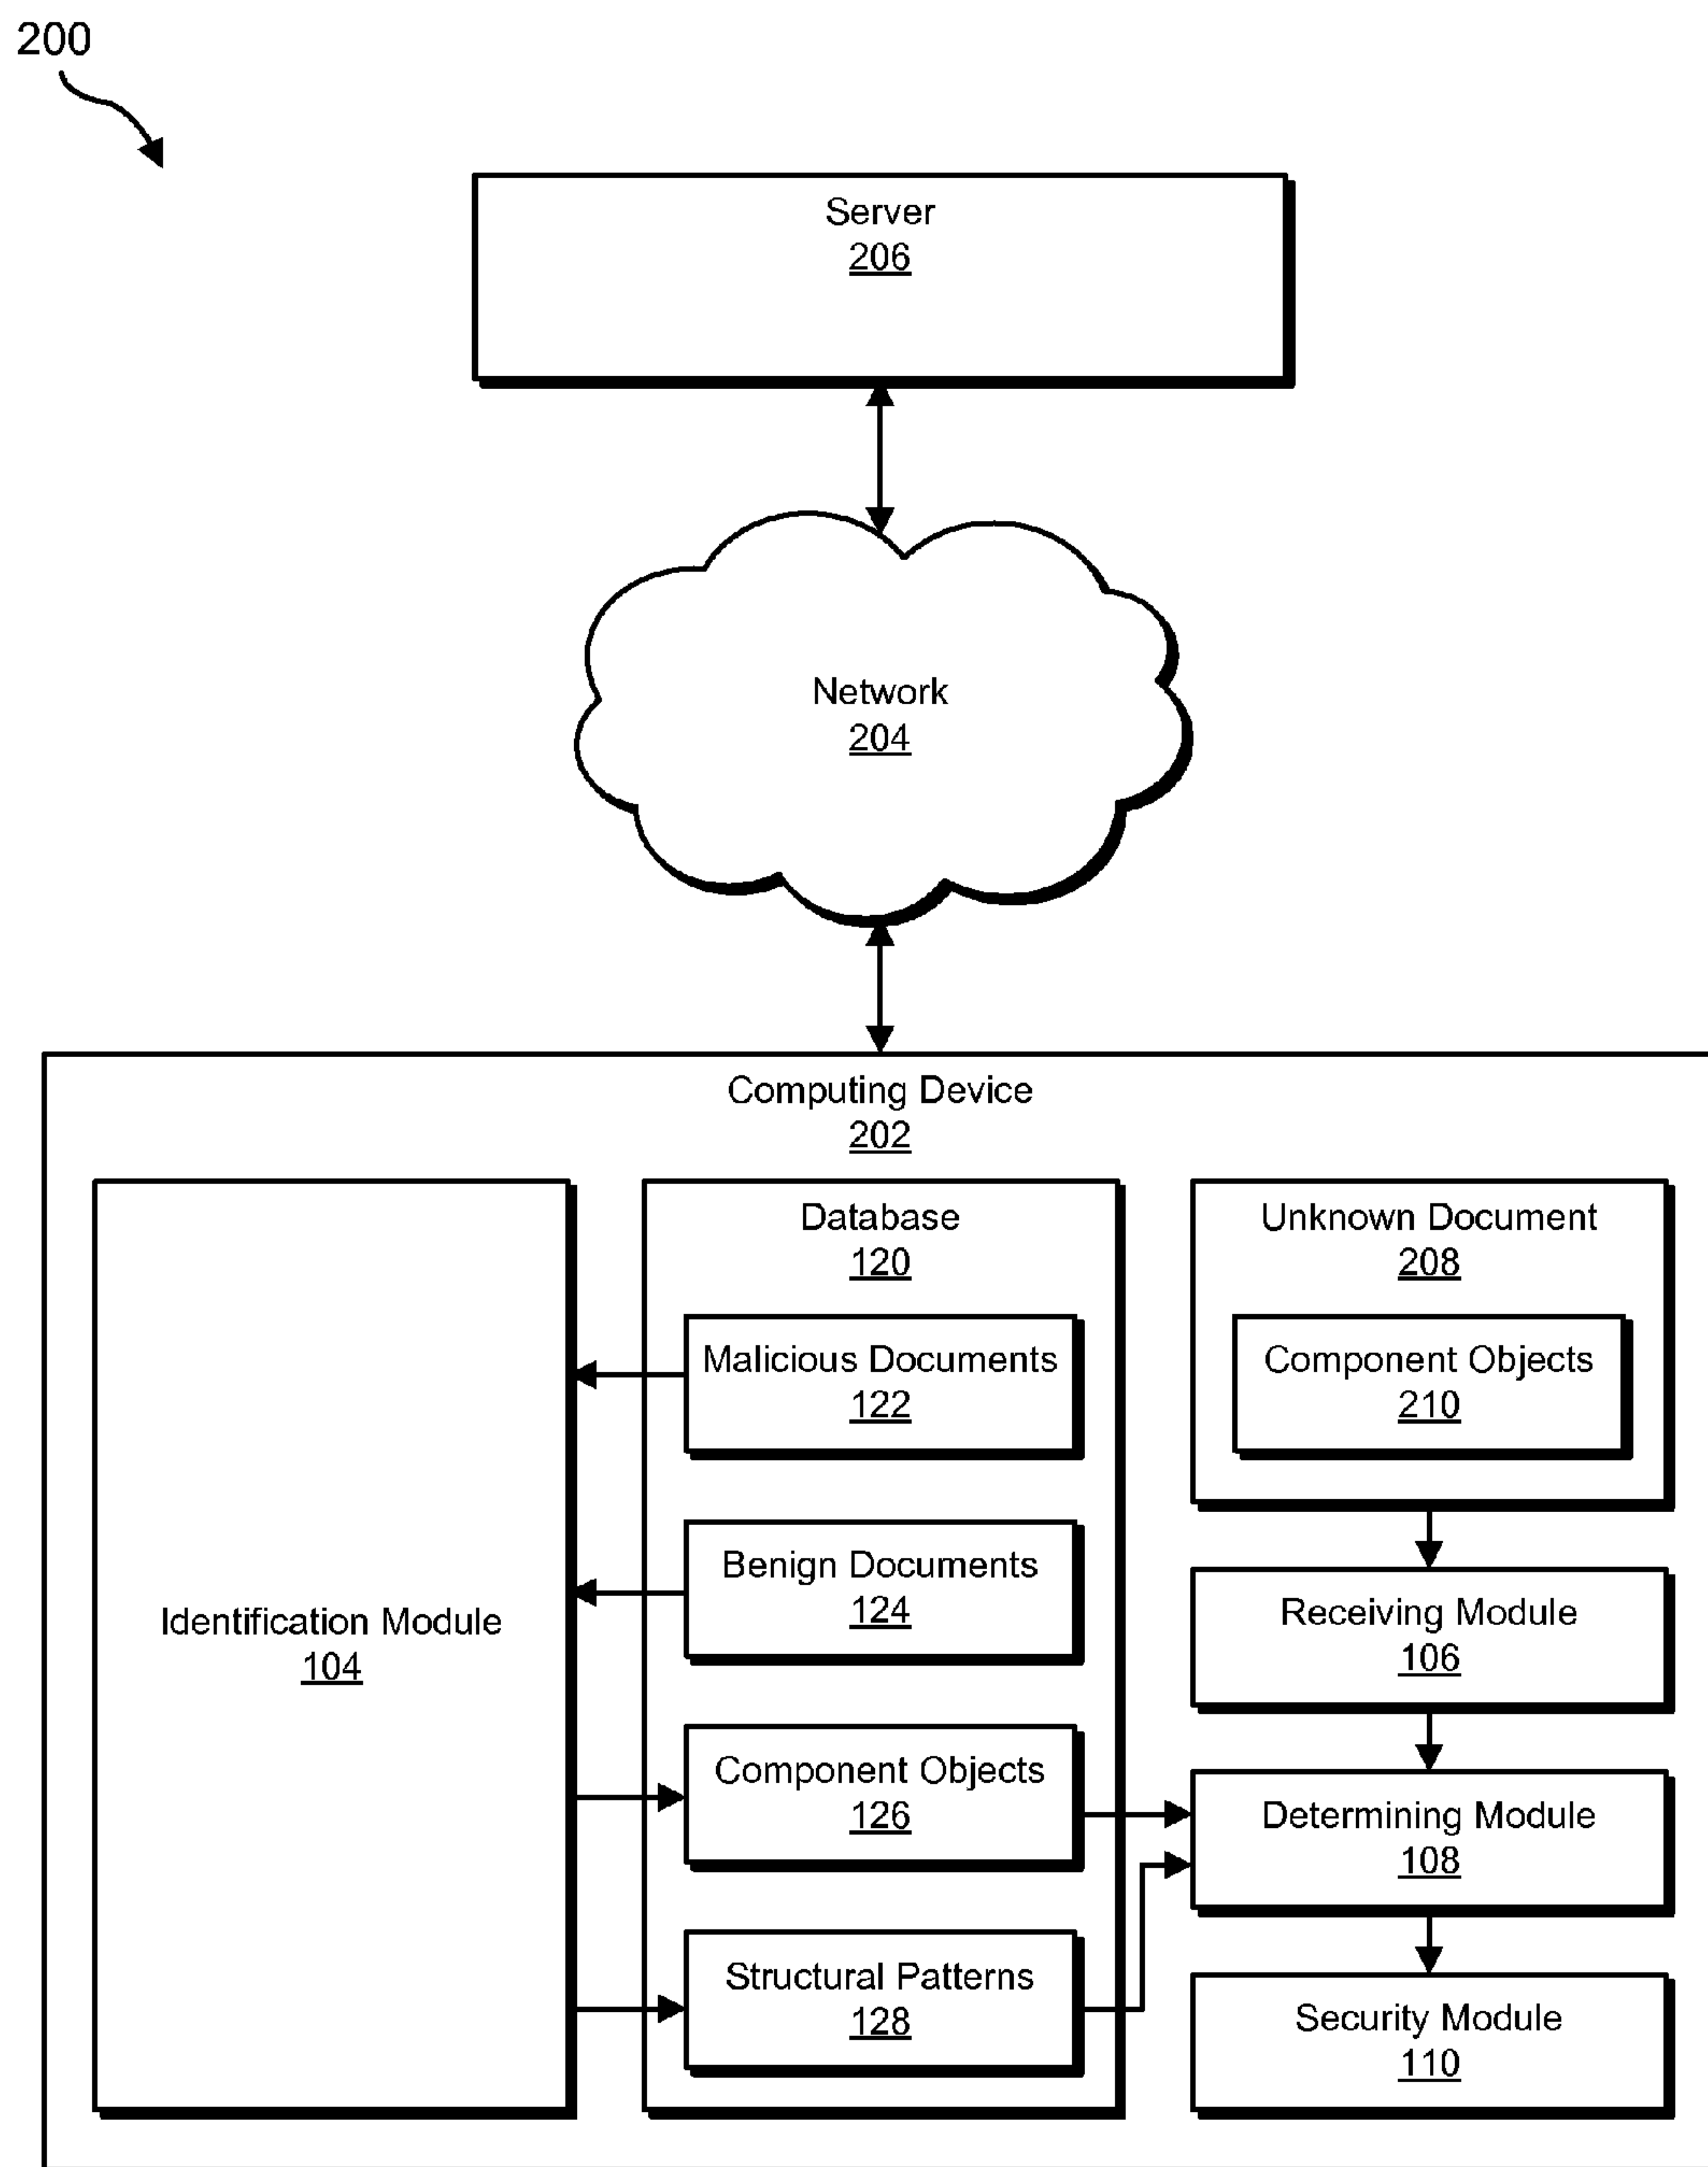 200
Server
206
Network
204
Computing Device
202
Identification Module
104
Database
120
Malicious Documents
122
Benign Documents
124
Component Objects
126
Structural Patterns
128
Unknown Document
208
Component Objects
210
Receiving Module
106
Determining Module
108
Security Module
110